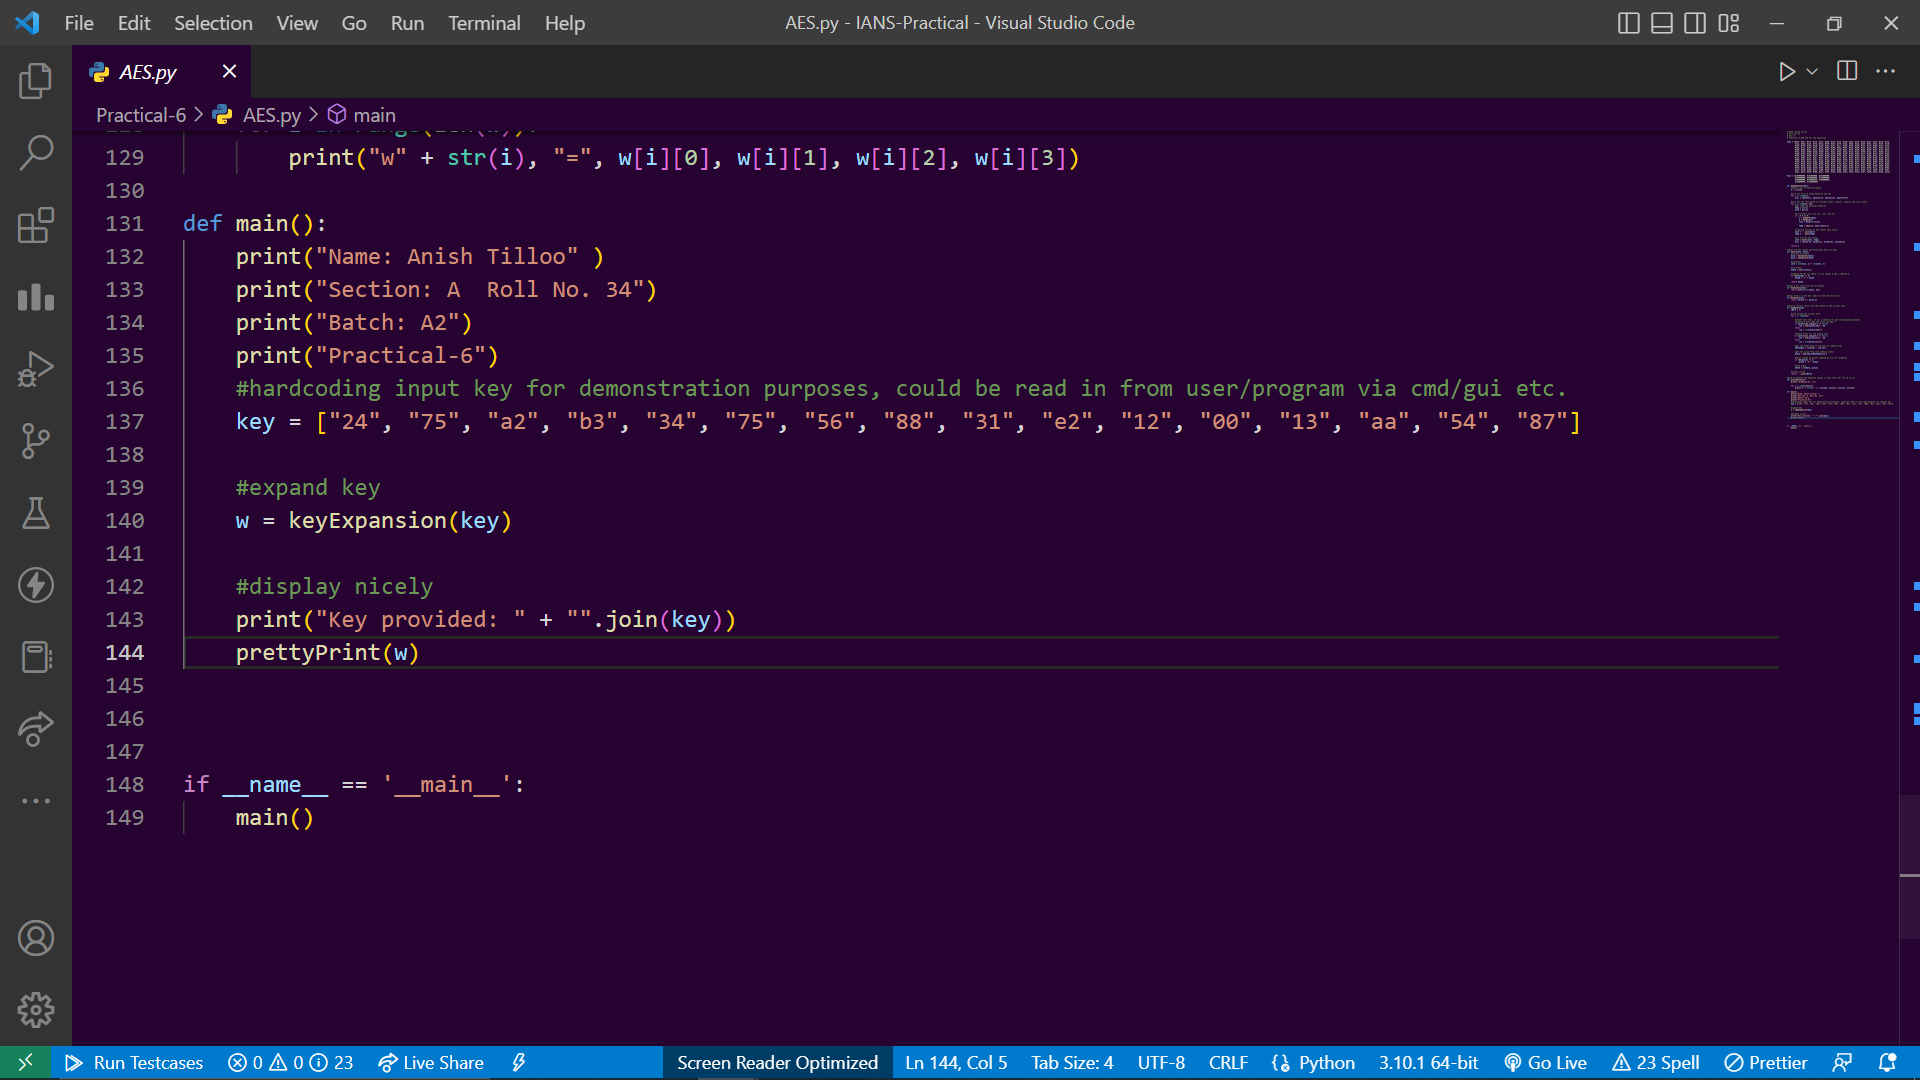 File Edit Selection View Go Run Terminal Help
AES.py - IANS-Practical - Visual Studio Code
AES.py
Practical-6 > AES.py > main
129 print("w" + str(i), "=", w[i][0], w[i][1], w[i][2], w[i][3])
130
131 def main():
132 print("Name: Anish Tilloo" )
133 print("Section: A  Roll No. 34")
134 print("Batch: A2")
135 print("Practical-6")
136 #hardcoding input key for demonstration purposes, could be read in from user/program via cmd/gui etc.
137 key = ["24", "75", "a2", "b3", "34", "75", "56", "88", "31", "e2", "12", "00", "13", "aa", "54", "87"]
138
139 #expand key
140 w = keyExpansion(key)
141
142 #display nicely
143 print("Key provided: " + "".join(key))
144 prettyPrint(w)
145
146
147
148 if __name__ == '__main__':
149 main()
Run Testcases 0 0 23 Live Share Screen Reader Optimized Ln 144, Col 5 Tab Size: 4 UTF-8 CRLF Python 3.10.1 64-bit Go Live 23 Spell Prettier